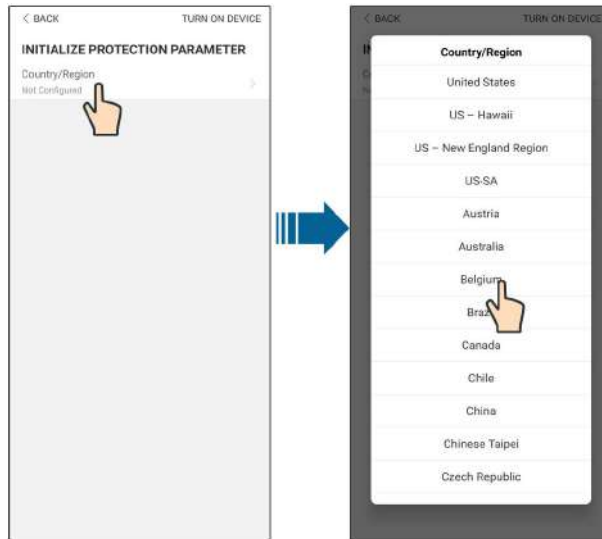 < BACK TURN ON DEVICE
INITIALIZE PROTECTION PARAMETER
Country/Region
Not Configured
< BACK TURN ON DEVICE
Country/Region
United States
US – Hawaii
US – New England Region
US-SA
Austria
Australia
Belgium
Canada
Chile
China
Chinese Taipei
Czech Republic